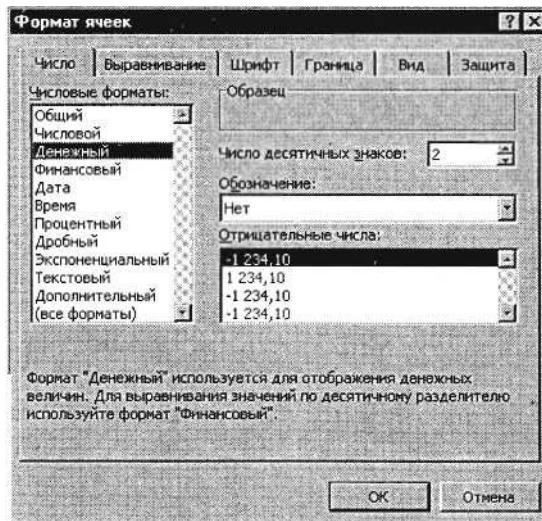 Формат ячеек
Число Выравнивание Шрифт Граница Вид Защита
Числовые форматы:
Общий
Числовой
Денежный
Финансовый
Дата
Время
Процентный
Дробный
Экспоненциальный
Текстовый
Дополнительный
(все форматы)
Образец
Число десятичных знаков: 2
Обозначение:
Нет
Отрицательные числа:
-1 234,10
1 234,10
-1 234,10
-1 234,10
Формат "Денежный" используется для отображения денежных
величин. Для выравнивания значений по десятичному разделителю
используйте формат "Финансовый".
ОК Отмена